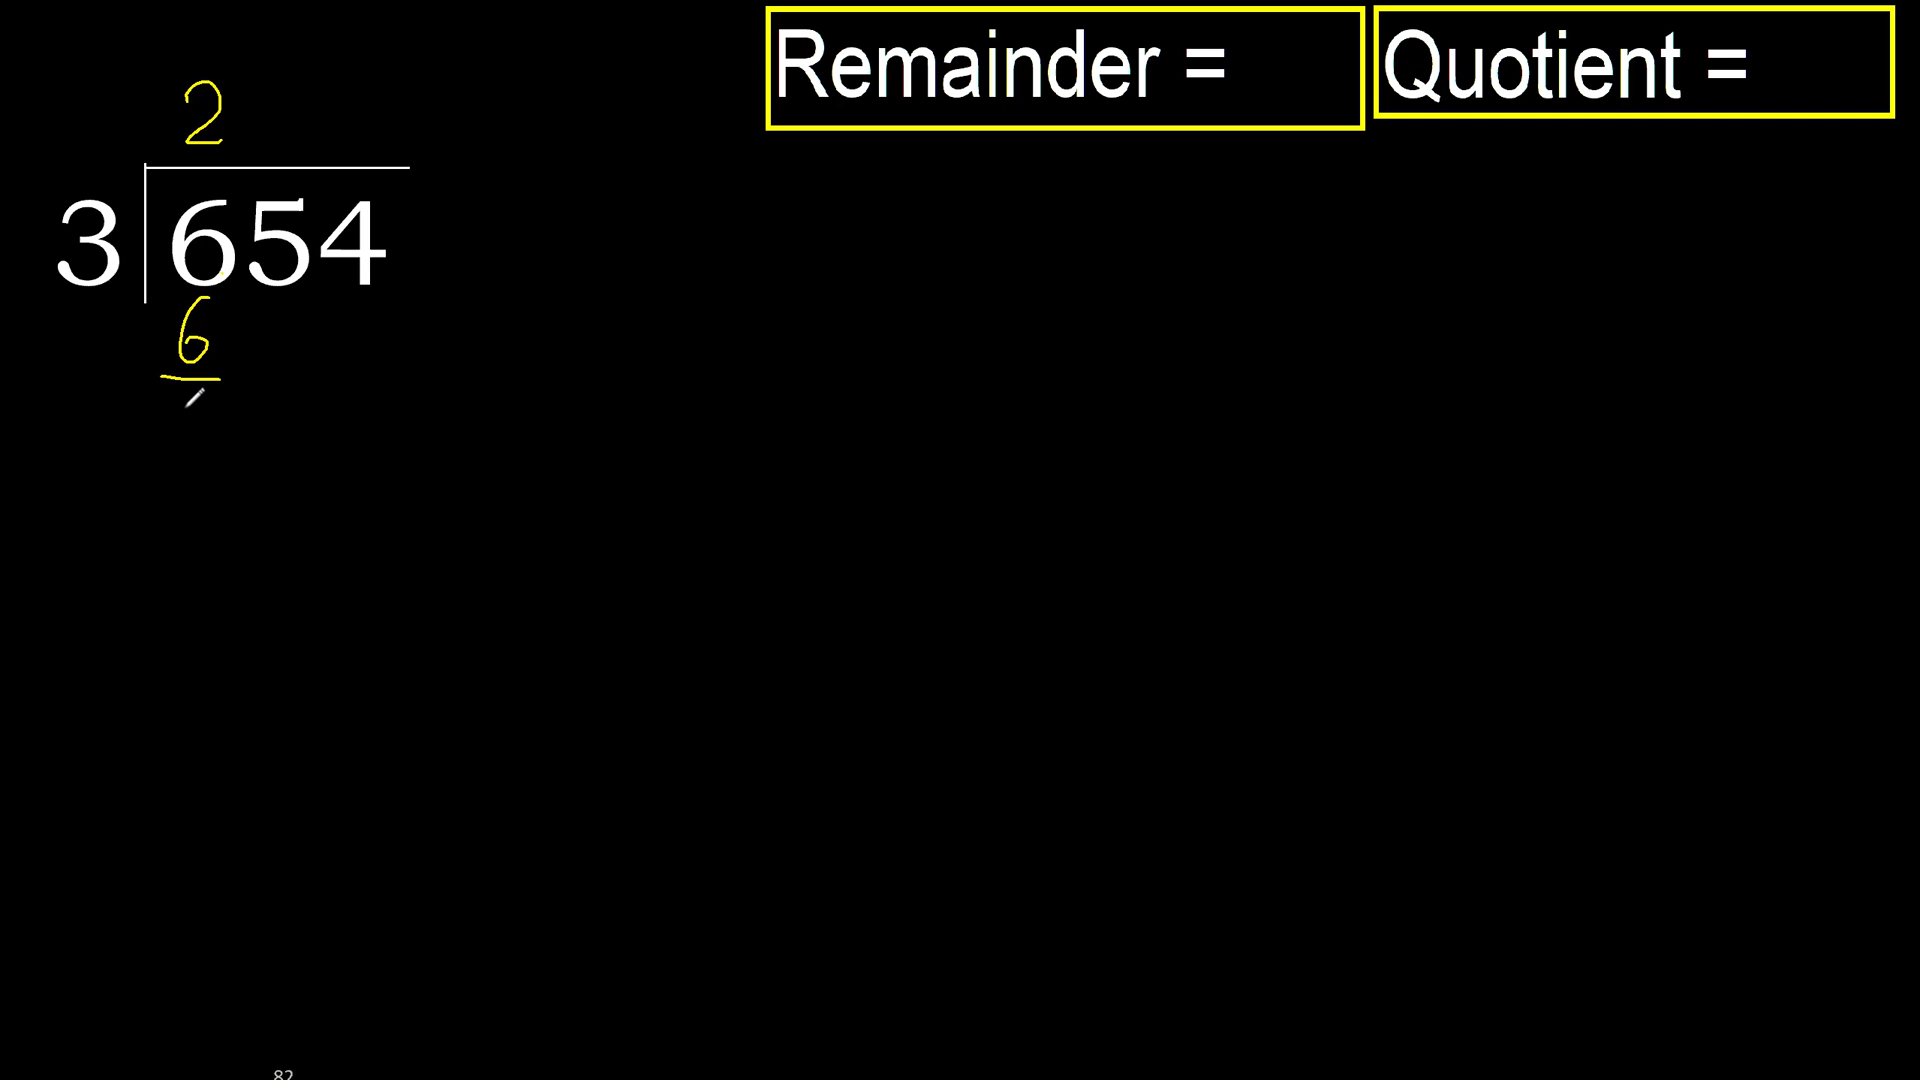 Remainder = Quotient =
2
3 654
6
82